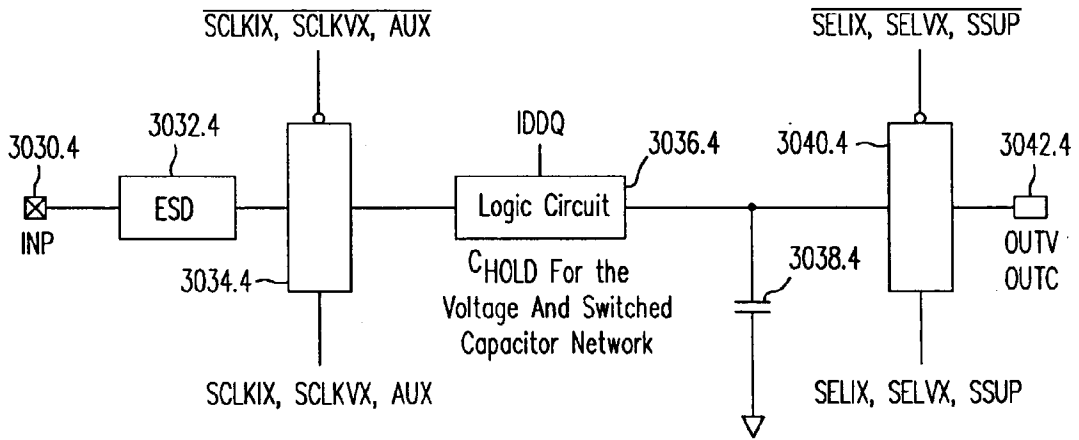 SCLKIX, SCLKVX, AUX
SELIX, SELVX, SSUP
3030.4
3032.4
IDDQ
3036.4
3040.4
3042.4
ESD
Logic Circuit
INP
OUTV
OUTC
3034.4
CHOLD For the
Voltage And Switched
Capacitor Network
3038.4
SCLKIX, SCLKVX, AUX
SELIX, SELVX, SSUP